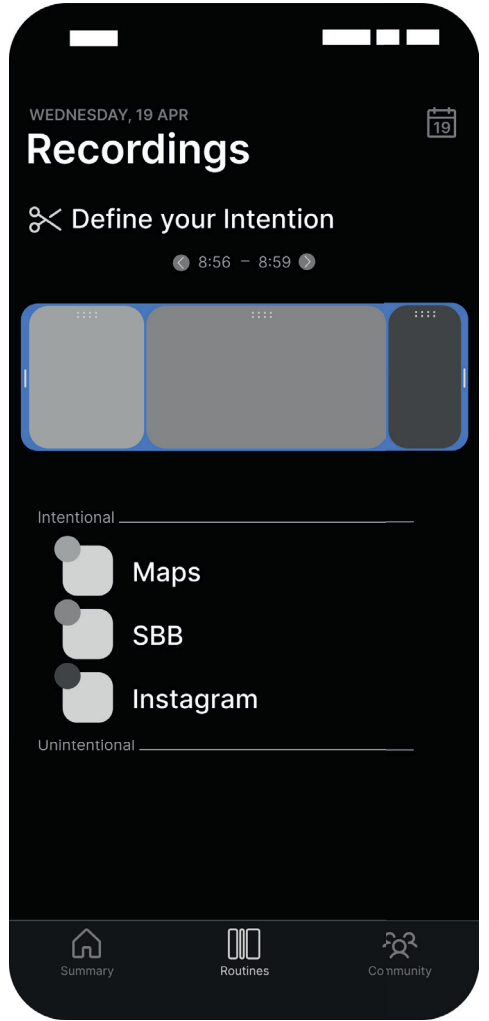 WEDNESDAY, 19 APR
19
Recordings
Define your Intention
8:56 – 8:59
Intentional
Maps
SBB
Instagram
Unintentional
Summary
Routines
Community